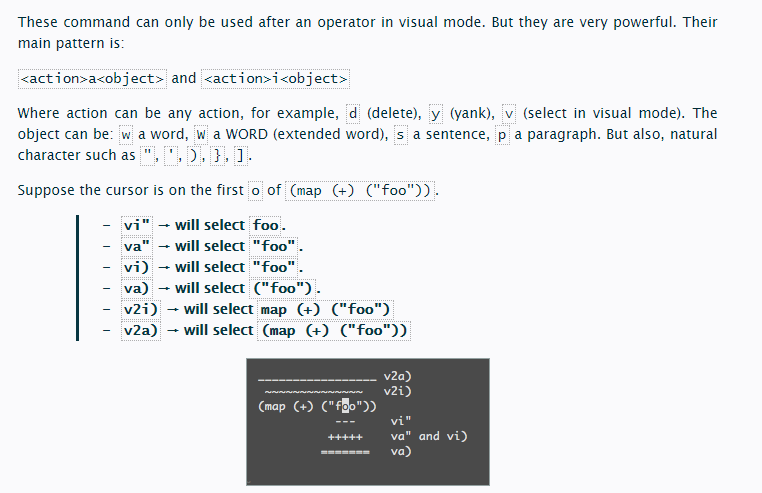 These command can only be used after an operator in visual mode. But they are very powerful. Their
main pattern is:
<action>a<object> and <action>i<object>
Where action can be any action, for example, d (delete), y (yank), v (select in visual mode). The
object can be: w a word, W a WORD (extended word), s a sentence, p a paragraph. But also, natural
character such as ", ', ), }, ].
Suppose the cursor is on the first o of (map (+) ("foo")).
– vi" → will select foo.
– va" → will select "foo".
– vi) → will select "foo".
– va) → will select ("foo").
– v2i) → will select map (+) ("foo")
– v2a) → will select (map (+) ("foo"))
_________________ v2a)
~~~~~~~~~~~~~~~ v2i)
(map (+) ("foo"))
--- vi"
+++++ va" and vi)
======= va)